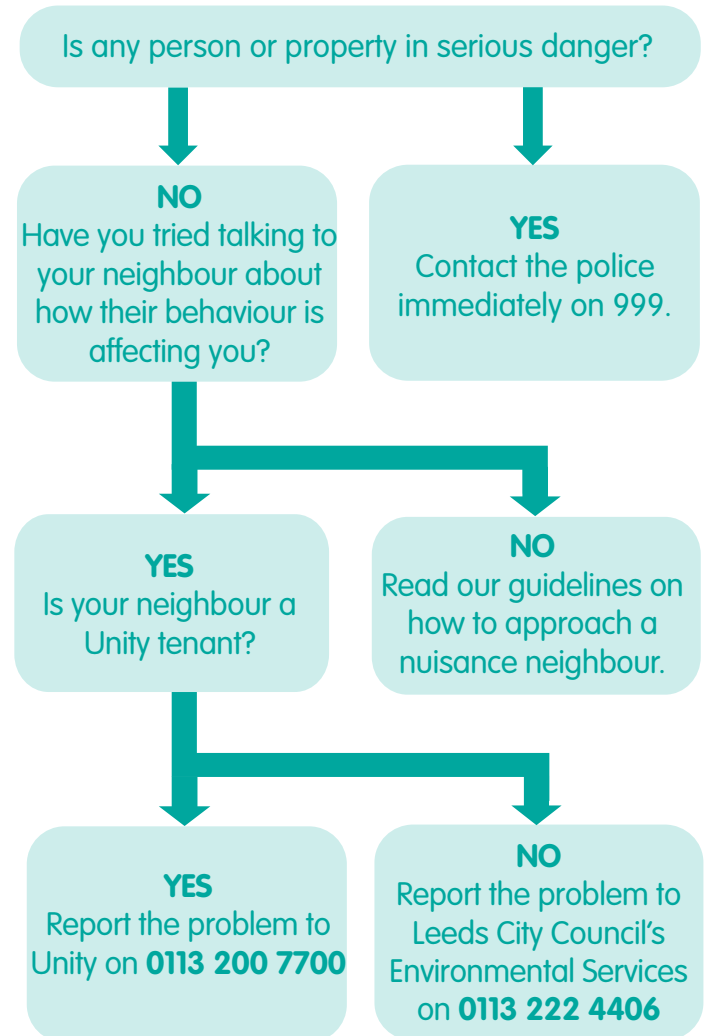 Is any person or property in serious danger?
NO
Have you tried talking to
your neighbour about
how their behaviour is
affecting you?
YES
Contact the police
immediately on 999.
YES
Is your neighbour a
Unity tenant?
NO
Read our guidelines on
how to approach a
nuisance neighbour.
YES
Report the problem to
Unity on 0113 200 7700
NO
Report the problem to
Leeds City Council's
Environmental Services
on 0113 222 4406